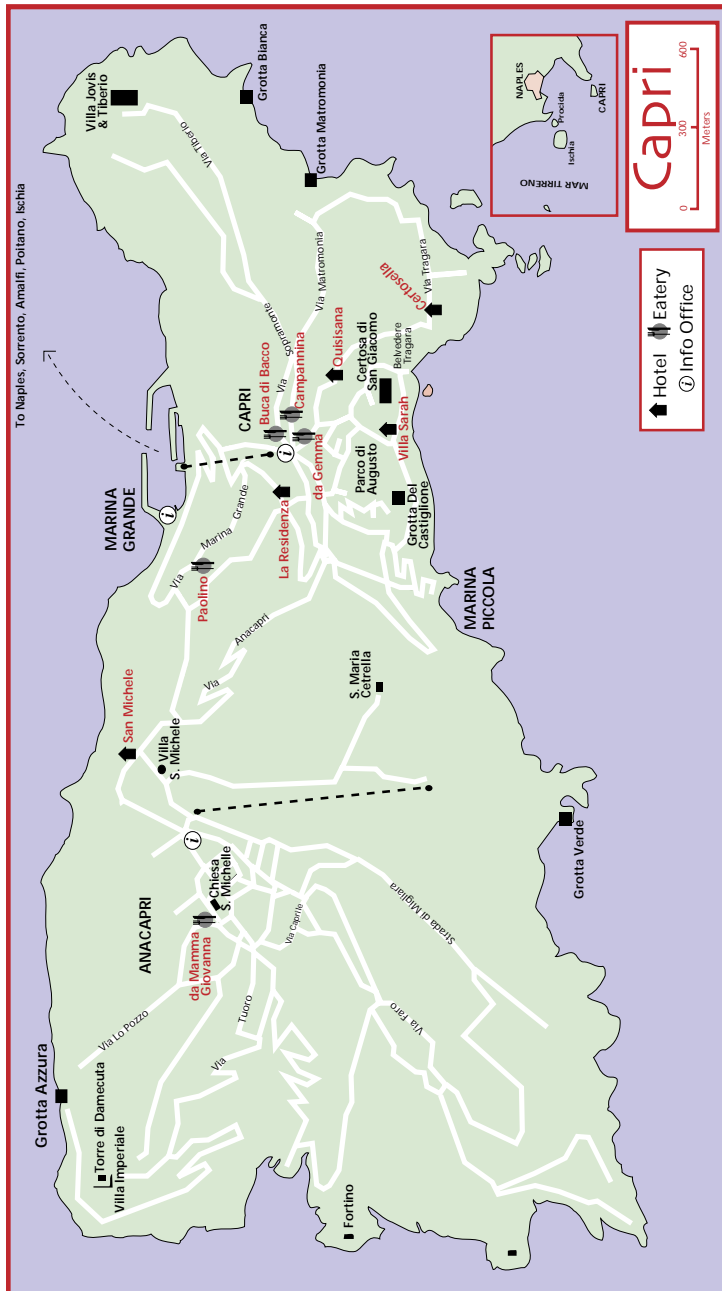 To Naples, Sorrento, Amalfi, Poitano, Ischia
Grotta Azzura
Torre di Damecuta
Villa Imperiale
Via Lo Pozzo
ANACAPRI
da Mamma
Giovanna
Chiesa
S. Michelle
Via
Tuoro
Via Caprile
Fortino
Via Faro
Strada di Migliara
Grotta Verde
i
San Michele
Villa
S. Michele
S. Maria
Cetrella
Via
Anacapri
MARINA
GRANDE
i
Via
Marina
Grande
Paolino
La Residenza
MARINA
PICCOLA
CAPRI
Buca di Bacco
Campannina
i
da Gemma
Quisisana
Via
Sopramonte
Via Tiberio
Villa Jovis
& Tiberio
Grotta Bianca
Grotta Matromonia
Via Matromonia
Via Tragara
Certosella
Certosa di
San Giacomo
Belvedere
Tragara
Villa Sarah
Parco di
Augusto
Grotta Del
Castiglione
Hotel
Eatery
i
Info Office
NAPLES
Procida
Ischia
CAPRI
MAR TIRRENO
Capri
0
300
600
Meters